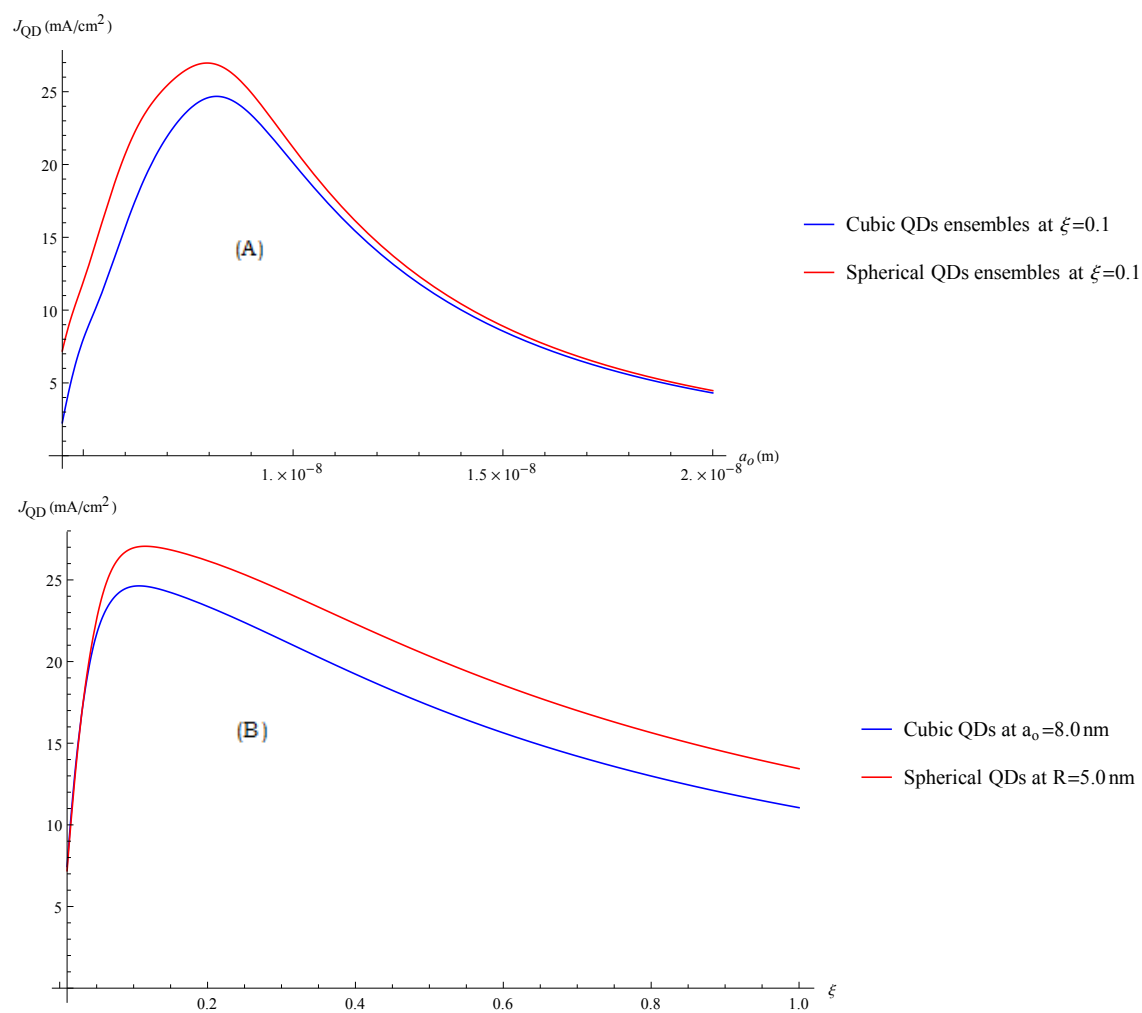 J_QD (mA/cm²)
25
20
15
10
5
1. × 10⁻⁸
1.5 × 10⁻⁸
2. × 10⁻⁸
a_o (m)
(A)
Cubic QDs ensembles at ξ=0.1
Spherical QDs ensembles at ξ=0.1
J_QD (mA/cm²)
25
20
15
10
5
0.2
0.4
0.6
0.8
1.0
ξ
(B)
Cubic QDs at a_o=8.0 nm
Spherical QDs at R=5.0 nm